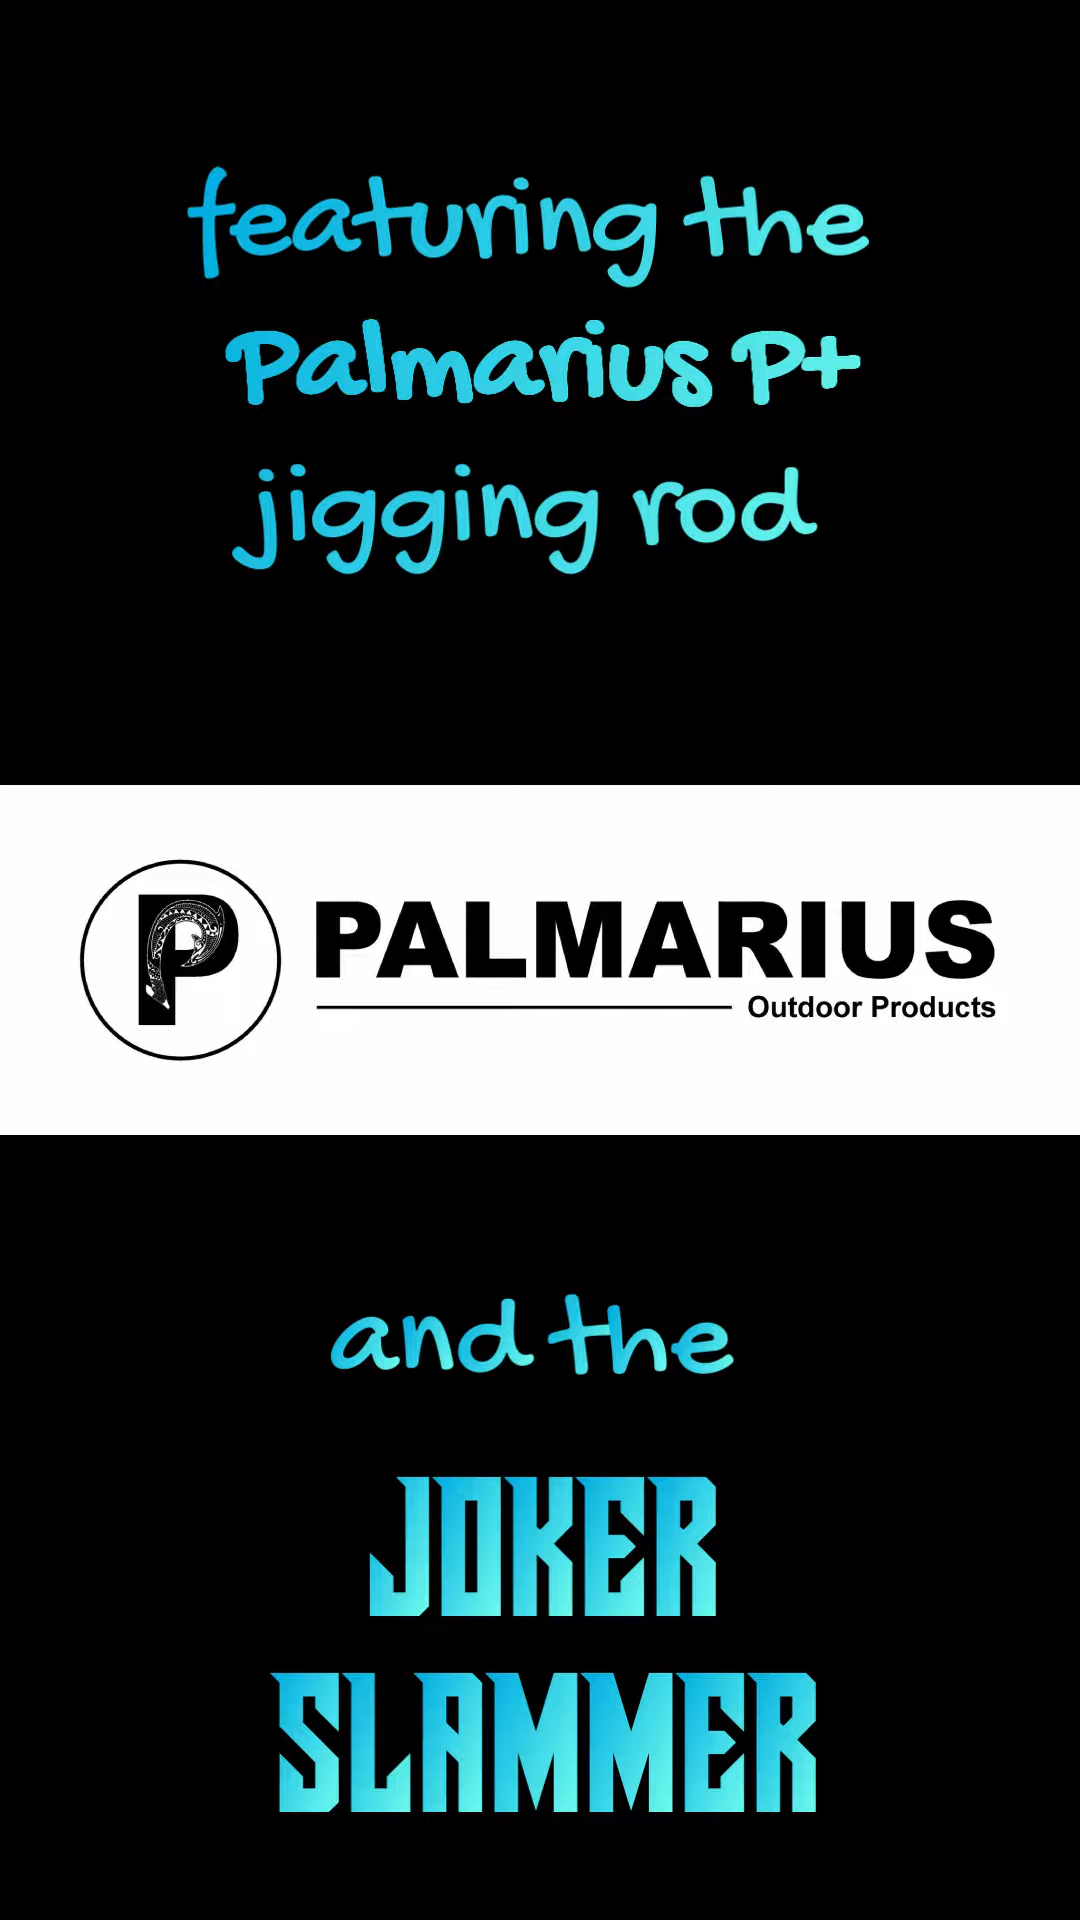 featuring the
Palmarius P+
jigging rod
P
PALMARIUS
Outdoor Products
and the
JOKER
SLAMMER